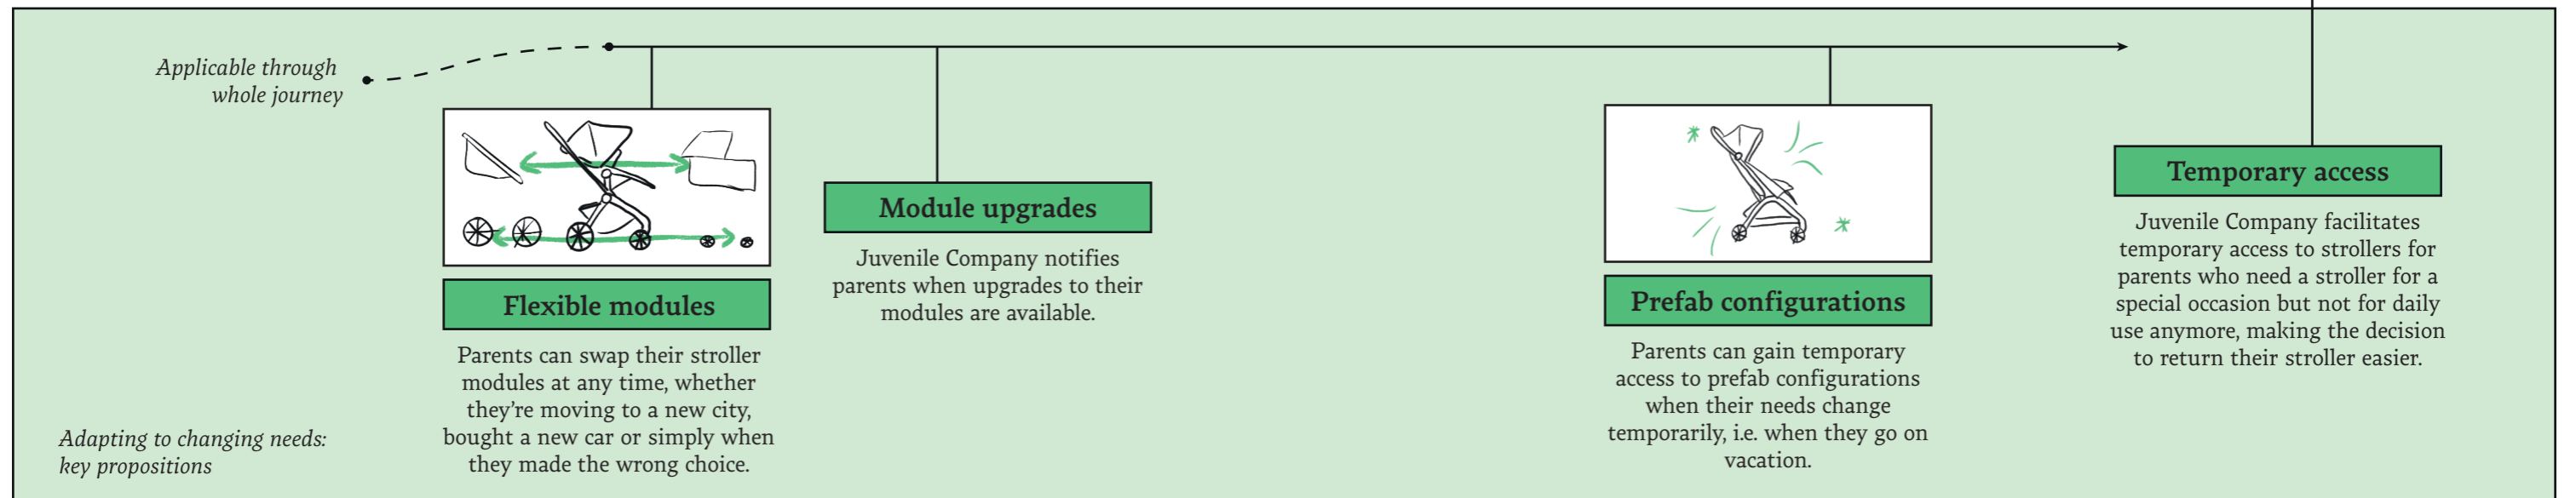 Applicable through
whole journey
Flexible modules
Parents can swap their stroller
modules at any time, whether
they’re moving to a new city,
bought a new car or simply when
they made the wrong choice.
Module upgrades
Juvenile Company notifies
parents when upgrades to their
modules are available.
Prefab configurations
Parents can gain temporary
access to prefab configurations
when their needs change
temporarily, i.e. when they go on
vacation.
Temporary access
Juvenile Company facilitates
temporary access to strollers for
parents who need a stroller for a
special occasion but not for daily
use anymore, making the decision
to return their stroller easier.
Adapting to changing needs:
key propositions